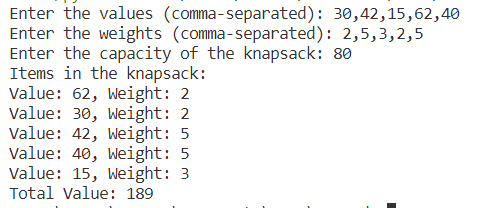 Enter the values (comma-separated): 30,42,15,62,40
Enter the weights (comma-separated): 2,5,3,2,5
Enter the capacity of the knapsack: 80
Items in the knapsack:
Value: 62, Weight: 2
Value: 30, Weight: 2
Value: 42, Weight: 5
Value: 40, Weight: 5
Value: 15, Weight: 3
Total Value: 189